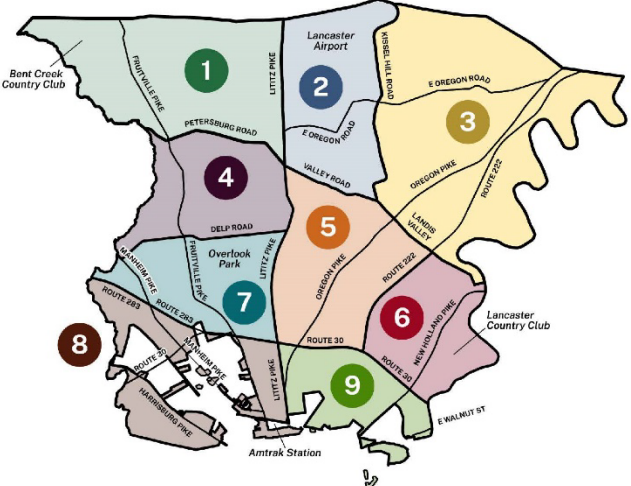 Bent Creek
Country Club
FRUITVILLE PIKE
1
LITITZ PIKE
PETERSBURG ROAD
Lancaster
Airport
2
KISSEL HILL ROAD
E OREGON ROAD
E OREGON ROAD
3
VALLEY ROAD
OREGON PIKE
ROUTE 222
LANDIS
VALLEY
4
DELP ROAD
5
OREGON PIKE
ROUTE 222
MANHEIM PIKE
FRUITVILLE PIKE
Overtook
Park
LITITZ PIKE
7
ROUTE 283
ROUTE 283
6
NEW HOLLAND PIKE
Lancaster
Country Club
8
ROUTE 30
MANHEIM PIKE
ROUTE 30
ROUTE 30
LITITZ PIKE
9
HARRISBURG PIKE
E WALNUT ST
Amtrak Station